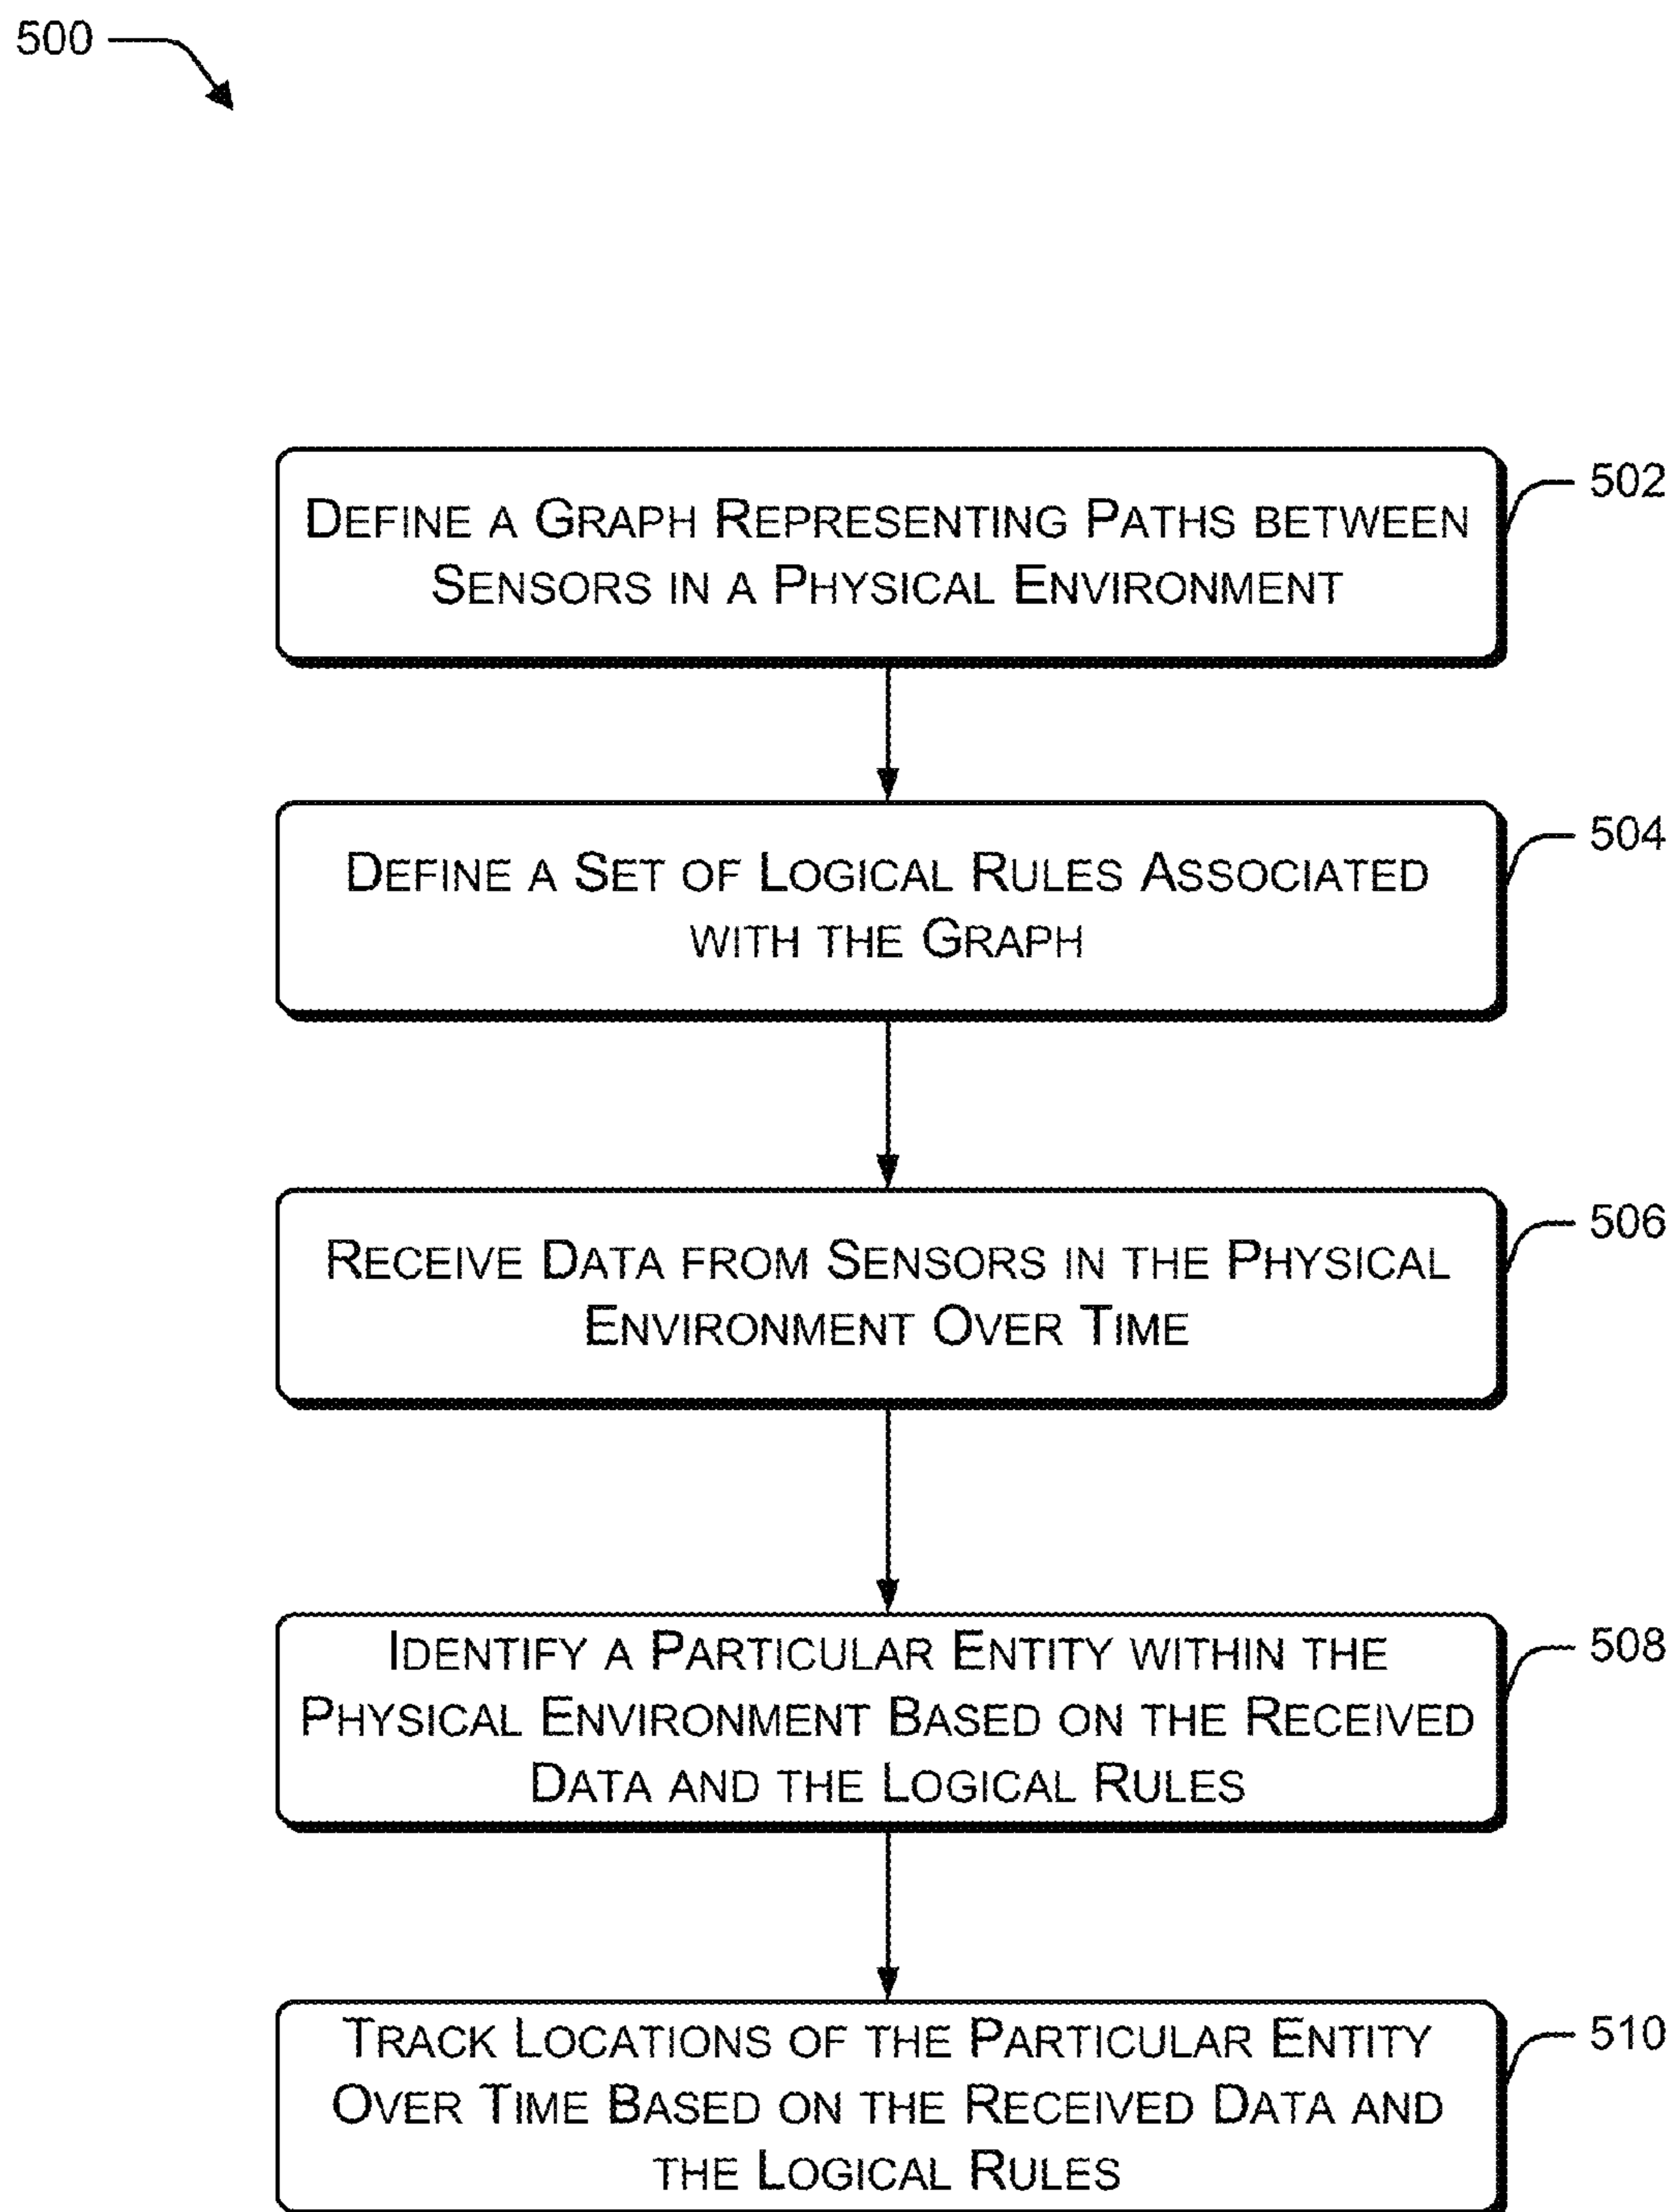 500
DEFINE A GRAPH REPRESENTING PATHS BETWEEN
SENSORS IN A PHYSICAL ENVIRONMENT
502
DEFINE A SET OF LOGICAL RULES ASSOCIATED
WITH THE GRAPH
504
RECEIVE DATA FROM SENSORS IN THE PHYSICAL
ENVIRONMENT OVER TIME
506
IDENTIFY A PARTICULAR ENTITY WITHIN THE
PHYSICAL ENVIRONMENT BASED ON THE RECEIVED
DATA AND THE LOGICAL RULES
508
TRACK LOCATIONS OF THE PARTICULAR ENTITY
OVER TIME BASED ON THE RECEIVED DATA AND
THE LOGICAL RULES
510